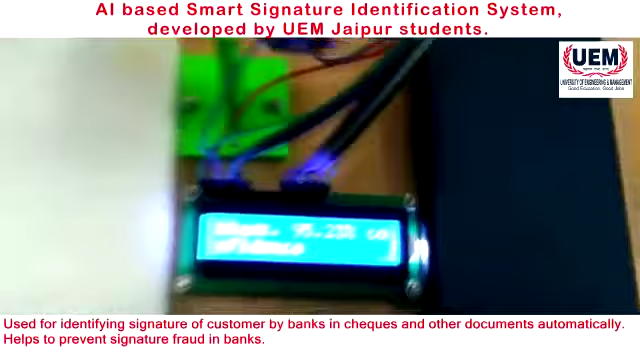 AI based Smart Signature Identification System,
developed by UEM Jaipur students.
UEM
UNIVERSITY OF ENGINEERING & MANAGEMENT
Good Education, Good Jobs
Used for identifying signature of customer by banks in cheques and other documents automatically.
Helps to prevent signature fraud in banks.